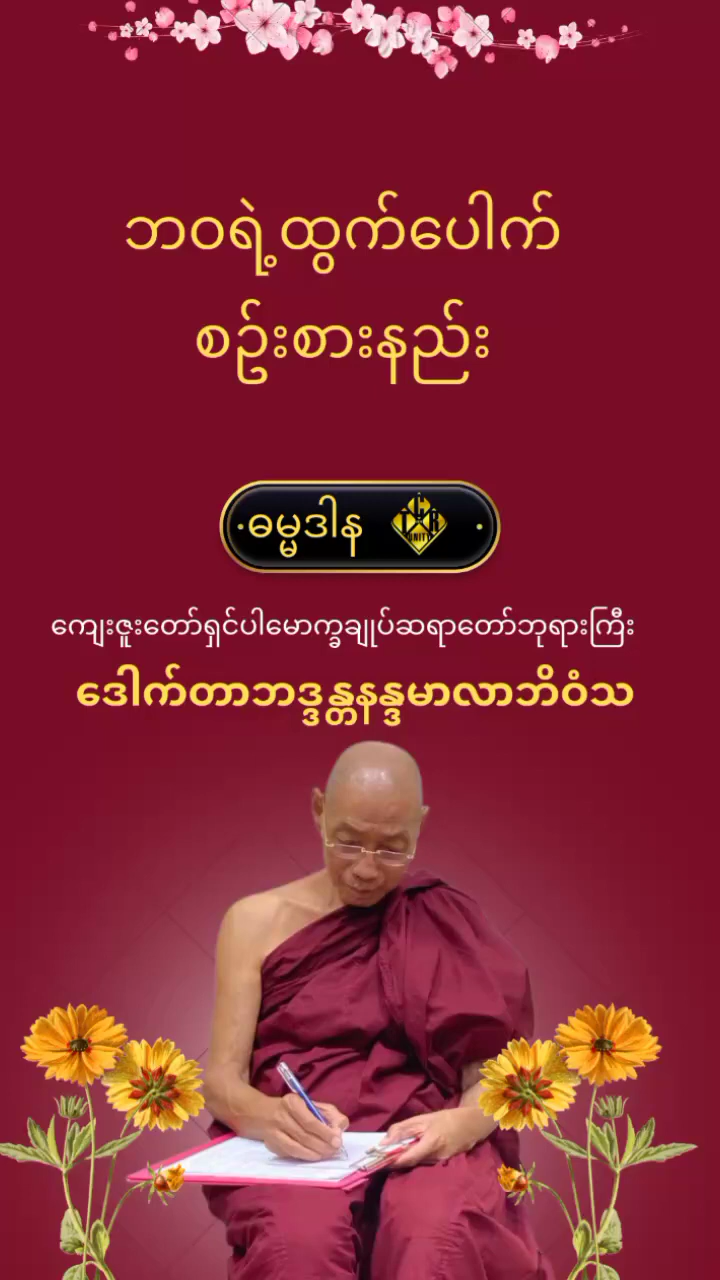 ဘဝရဲ့ထွက်ပေါက်
စဉ်းစားနည်း
ဓမ္မဒါန
TCR
UNITY
ကျေးဇူးတော်ရှင်ပါမောက္ခချုပ်ဆရာတော်ဘုရားကြီး
ဒေါက်တာဘဒ္ဒန္တနန္ဒမာလာဘိဝံသ